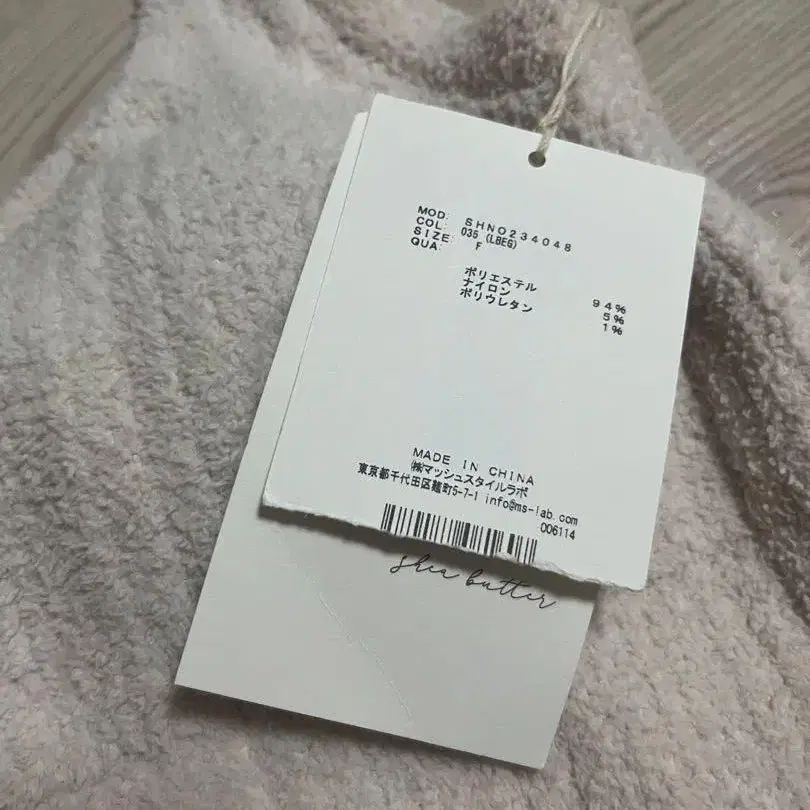 MOD: SHNO234048
COL: 035 (LBEG)
SIZE: F
QUA:
ポリエステル 94%
ナイロン 5%
ポリウレタン 1%
MADE IN CHINA
㈱マッシュスタイルラボ
東京都千代田区麹町5-7-1 info@ms-lab.com
006114
shea butter